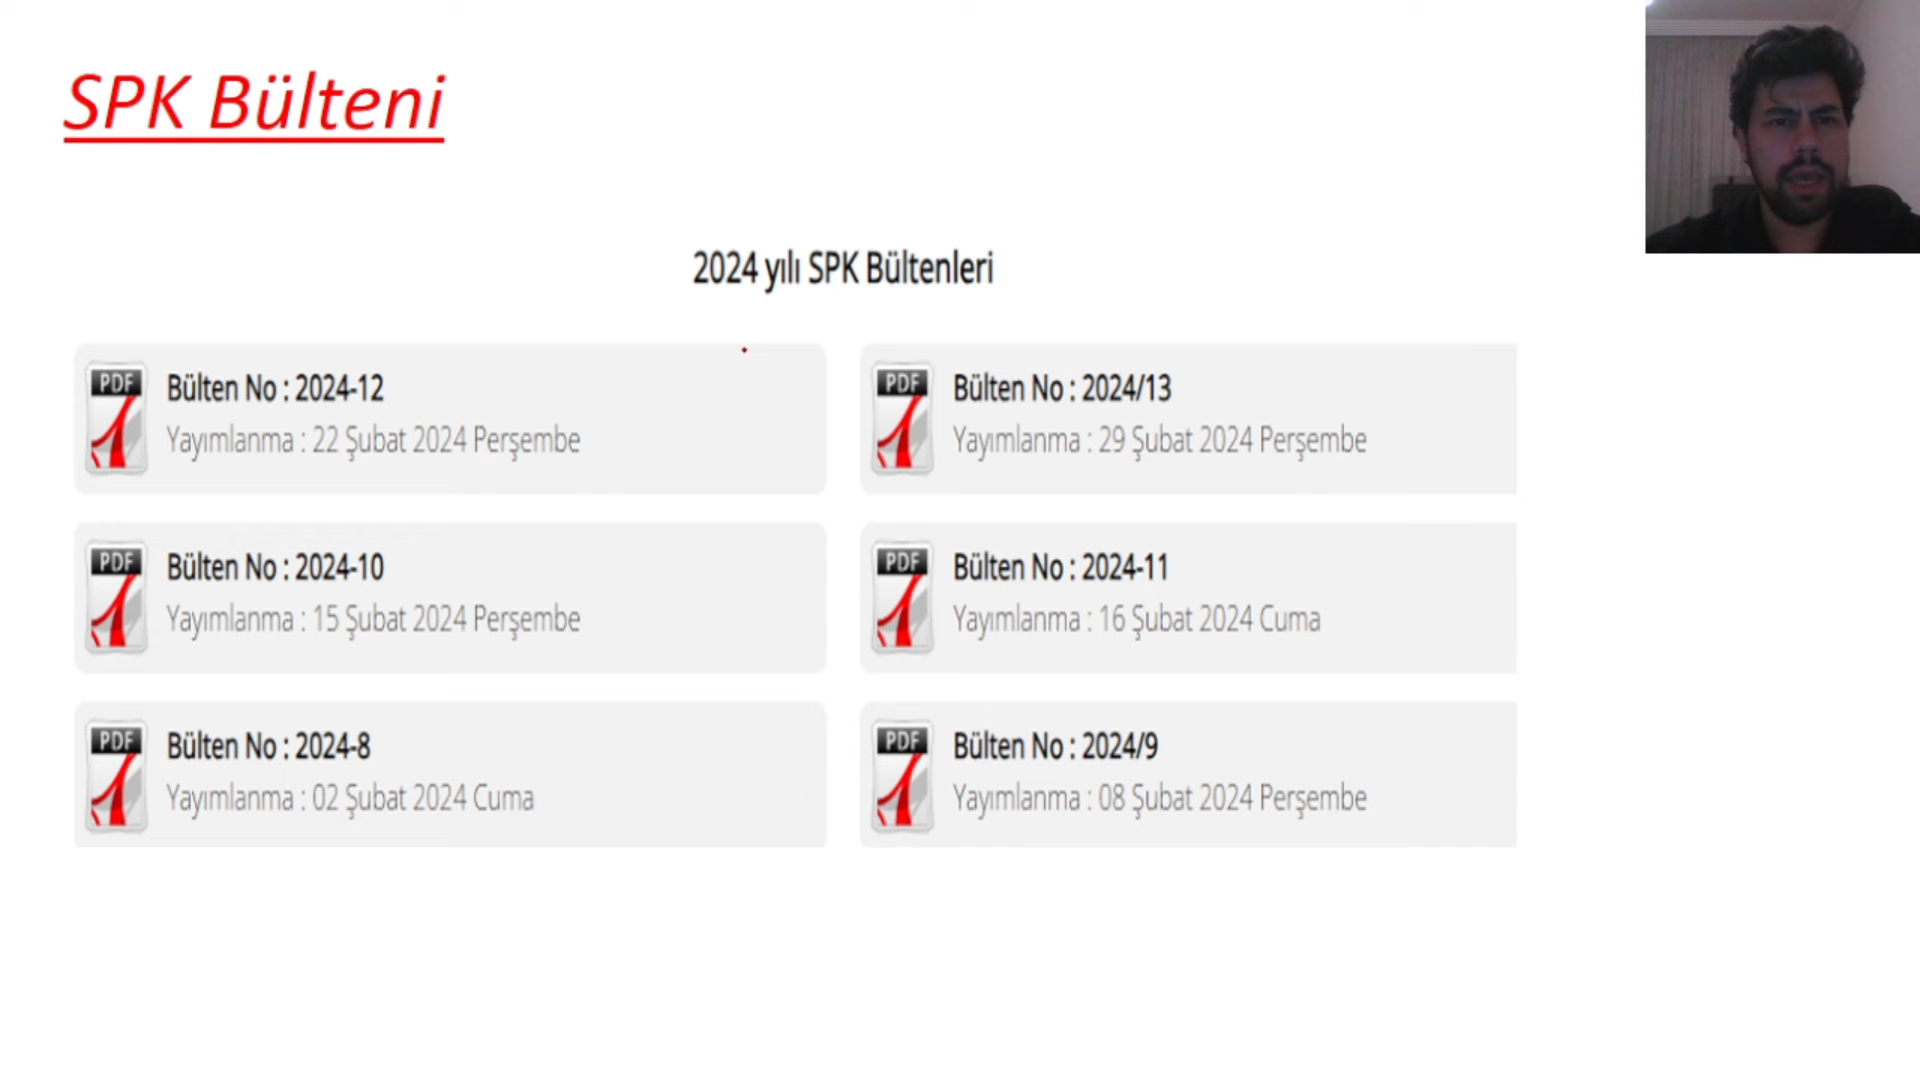 SPK Bülteni
2024 yılı SPK Bültenleri
PDF
Bülten No : 2024-12
Yayımlanma : 22 Şubat 2024 Perşembe
PDF
Bülten No : 2024/13
Yayımlanma : 29 Şubat 2024 Perşembe
PDF
Bülten No : 2024-10
Yayımlanma : 15 Şubat 2024 Perşembe
PDF
Bülten No : 2024-11
Yayımlanma : 16 Şubat 2024 Cuma
PDF
Bülten No : 2024-8
Yayımlanma : 02 Şubat 2024 Cuma
PDF
Bülten No : 2024/9
Yayımlanma : 08 Şubat 2024 Perşembe